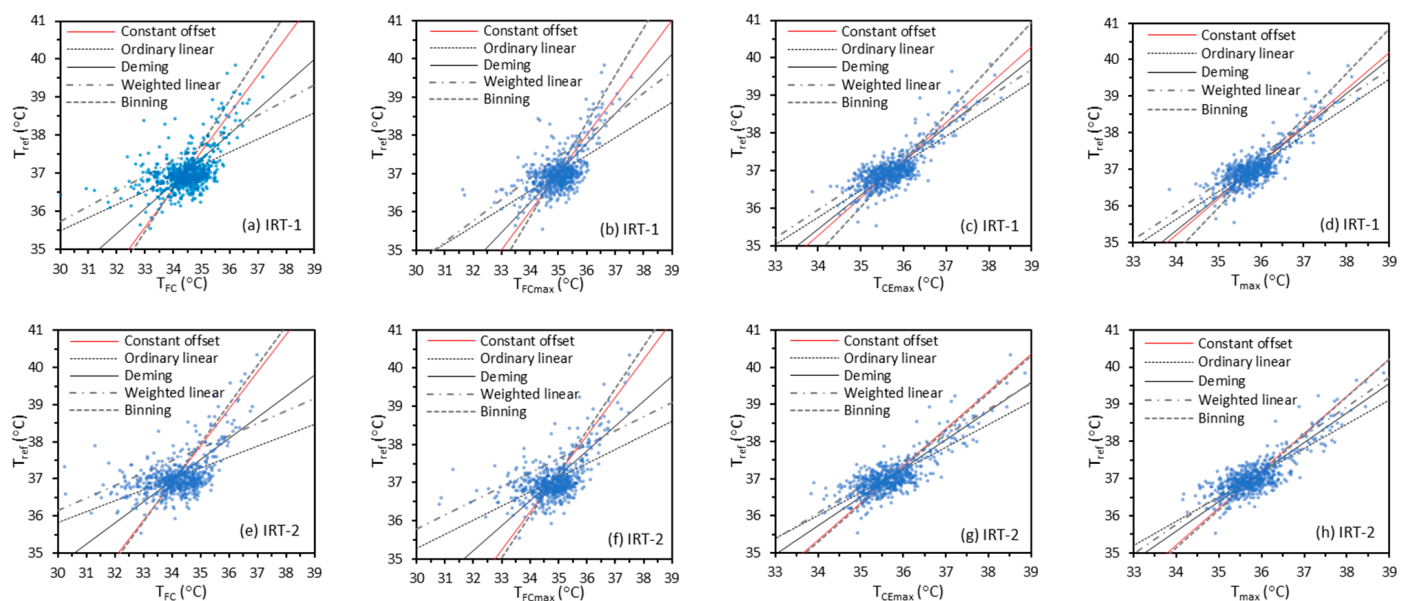 41
40
39
38
37
36
35
T_ref (°C)
Constant offset
Ordinary linear
Deming
Weighted linear
Binning
(a) IRT-1
30 31 32 33 34 35 36 37 38 39
T_FC (°C)
41
40
39
38
37
36
35
T_ref (°C)
Constant offset
Ordinary linear
Deming
Weighted linear
Binning
(b) IRT-1
30 31 32 33 34 35 36 37 38 39
T_FCmax (°C)
41
40
39
38
37
36
35
T_ref (°C)
Constant offset
Ordinary linear
Deming
Weighted linear
Binning
(c) IRT-1
33 34 35 36 37 38 39
T_CEmax (°C)
41
40
39
38
37
36
35
T_ref (°C)
Constant offset
Ordinary linear
Deming
Weighted linear
Binning
(d) IRT-1
33 34 35 36 37 38 39
T_max (°C)
41
40
39
38
37
36
35
T_ref (°C)
Constant offset
Ordinary linear
Deming
Weighted linear
Binning
(e) IRT-2
30 31 32 33 34 35 36 37 38 39
T_FC (°C)
41
40
39
38
37
36
35
T_ref (°C)
Constant offset
Ordinary linear
Deming
Weighted linear
Binning
(f) IRT-2
30 31 32 33 34 35 36 37 38 39
T_FCmax (°C)
41
40
39
38
37
36
35
T_ref (°C)
Constant offset
Ordinary linear
Deming
Weighted linear
Binning
(g) IRT-2
33 34 35 36 37 38 39
T_CEmax (°C)
41
40
39
38
37
36
35
T_ref (°C)
Constant offset
Ordinary linear
Deming
Weighted linear
Binning
(h) IRT-2
33 34 35 36 37 38 39
T_max (°C)